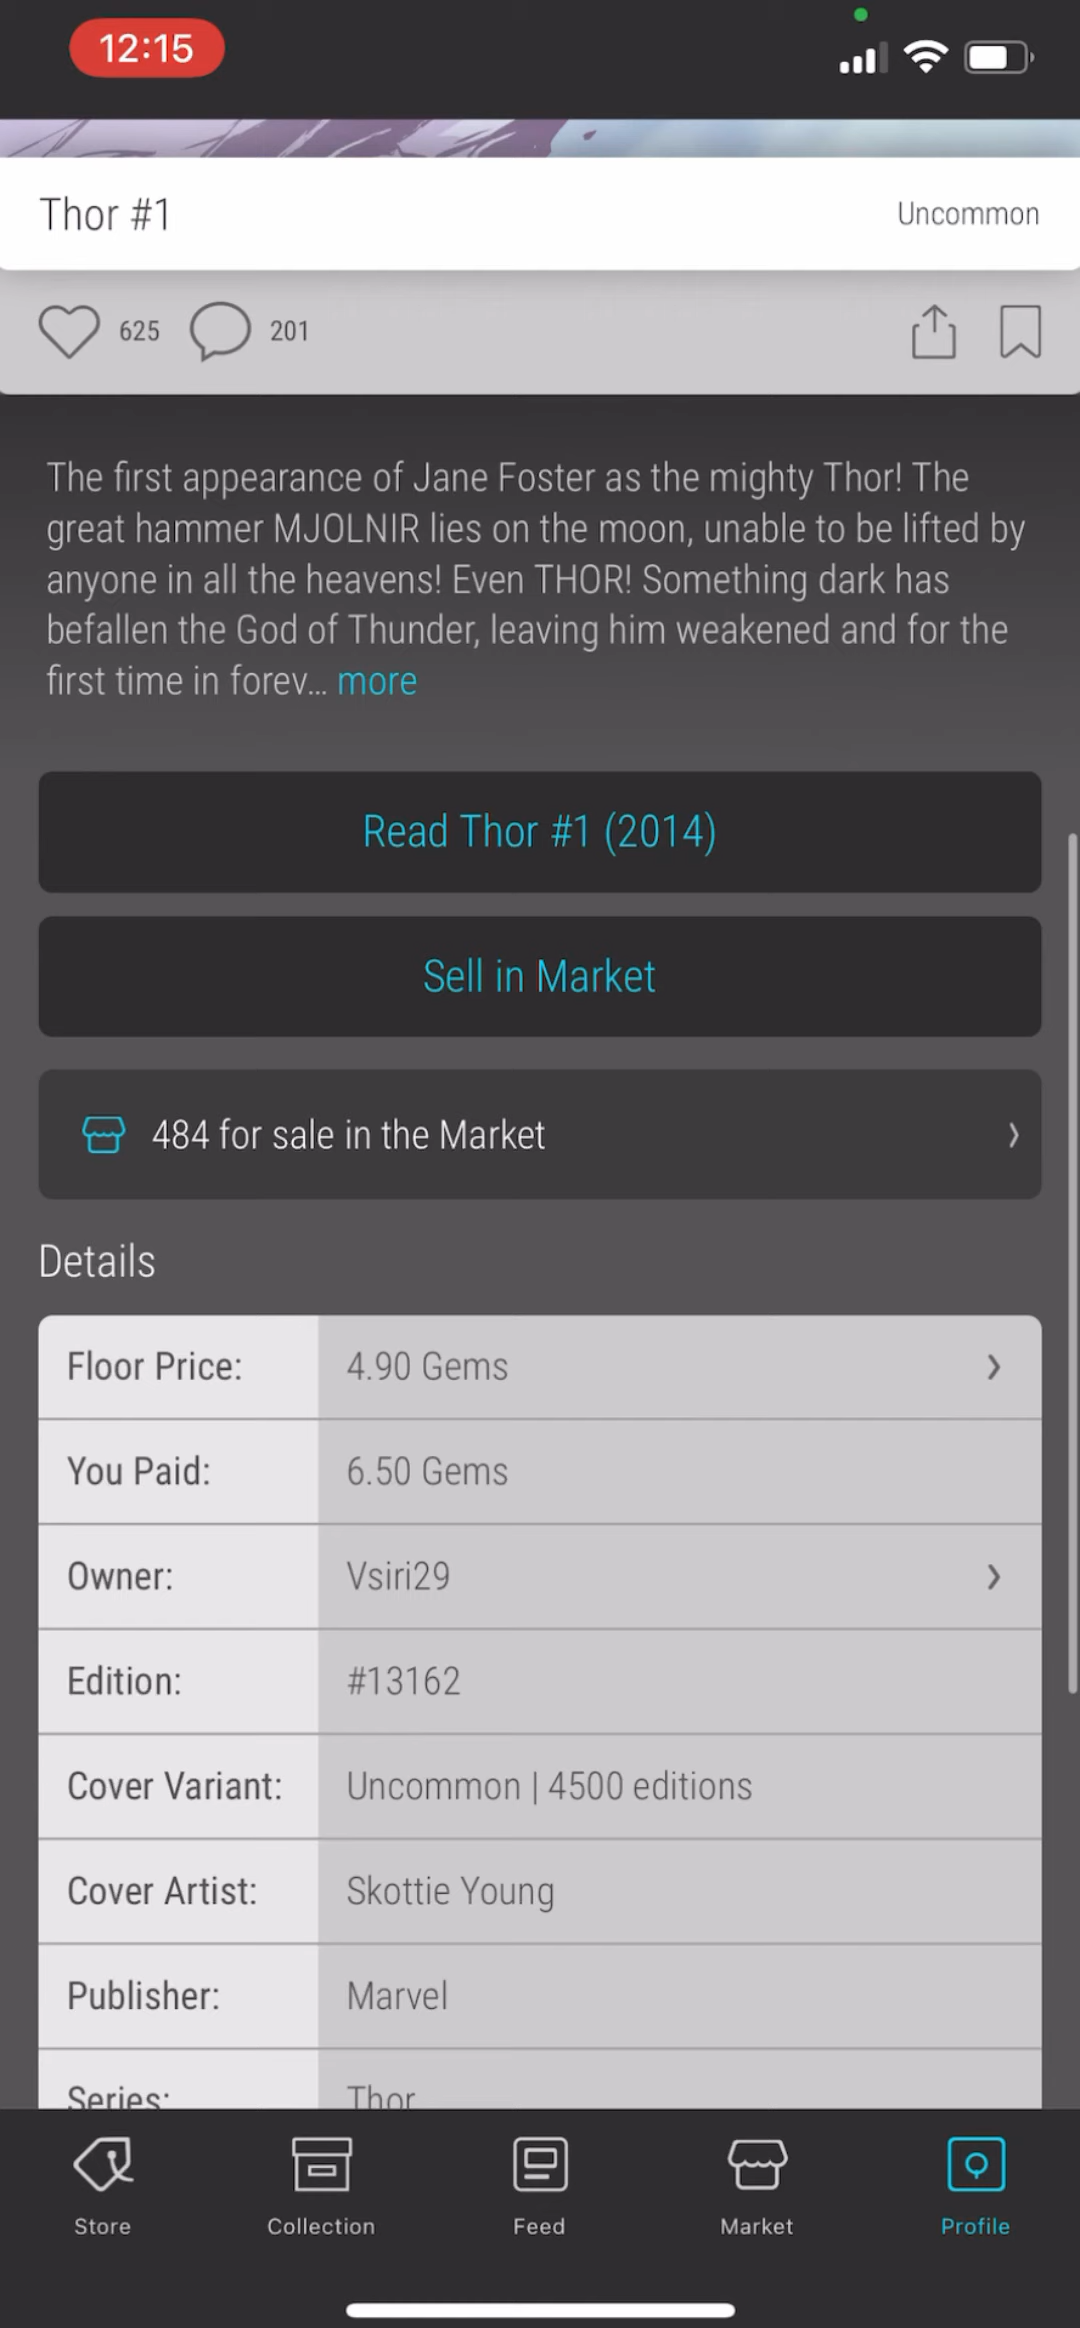 12:15
Thor #1
Uncommon
625
201
The first appearance of Jane Foster as the mighty Thor! The
great hammer MJOLNIR lies on the moon, unable to be lifted by
anyone in all the heavens! Even THOR! Something dark has
befallen the God of Thunder, leaving him weakened and for the
first time in forev... more
Read Thor #1 (2014)
Sell in Market
484 for sale in the Market
Details
Floor Price: 4.90 Gems
You Paid: 6.50 Gems
Owner: Vsiri29
Edition: #13162
Cover Variant: Uncommon | 4500 editions
Cover Artist: Skottie Young
Publisher: Marvel
Series: Thor
Store
Collection
Feed
Market
Profile